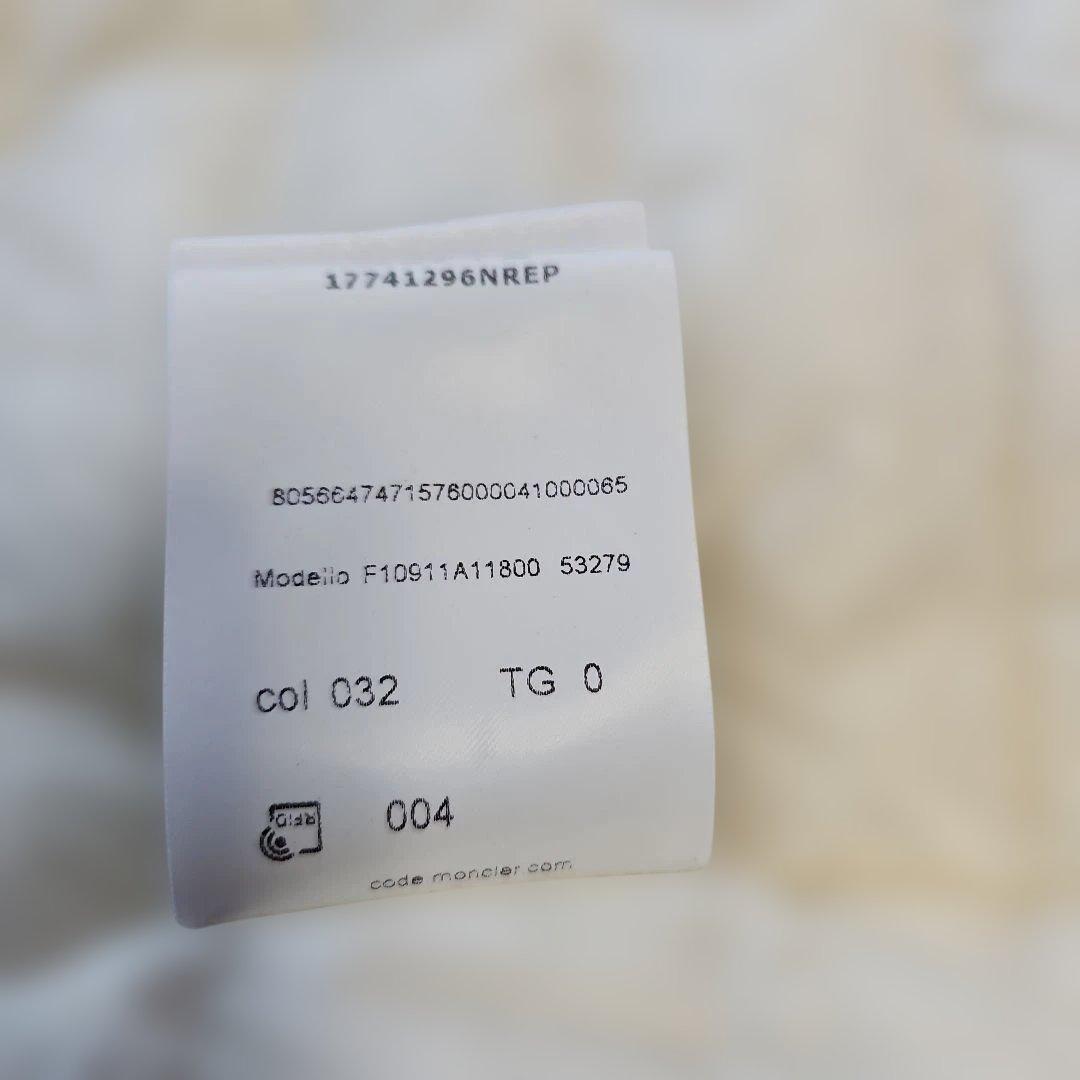 17741296NREP
8056647471576000041000065
Modello F10911A11800 53279
col 032 TG 0
RFID 004
code moncler com